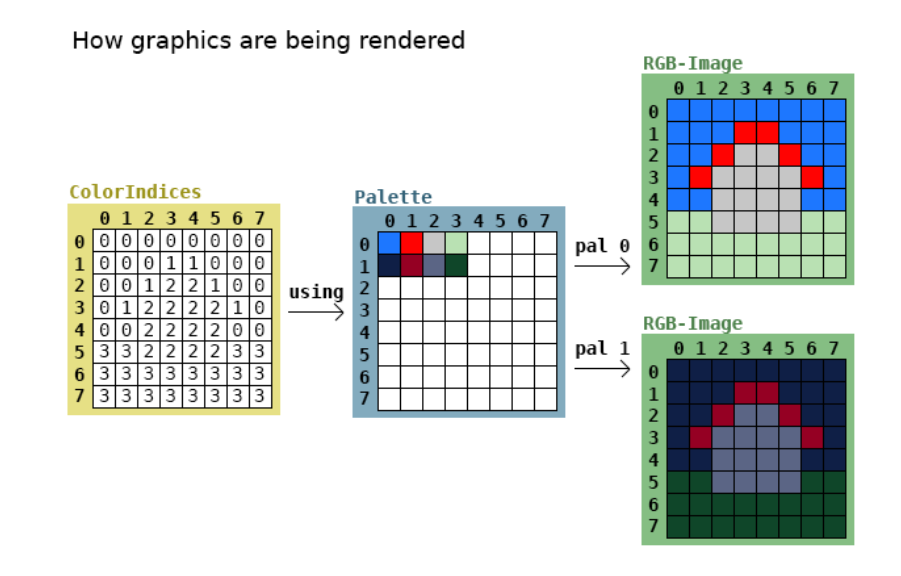 How graphics are being rendered
ColorIndices
0 1 2 3 4 5 6 7
0 0 0 0 0 0 0 0 0
1 0 0 0 1 1 0 0 0
2 0 0 1 2 2 1 0 0
3 0 1 2 2 2 2 1 0
4 0 0 2 2 2 2 0 0
5 3 3 2 2 2 2 3 3
6 3 3 3 3 3 3 3 3
7 3 3 3 3 3 3 3 3
using
Palette
0 1 2 3 4 5 6 7
0
1
2
3
4
5
6
7
pal 0
RGB-Image
0 1 2 3 4 5 6 7
0
1
2
3
4
5
6
7
pal 1
RGB-Image
0 1 2 3 4 5 6 7
0
1
2
3
4
5
6
7